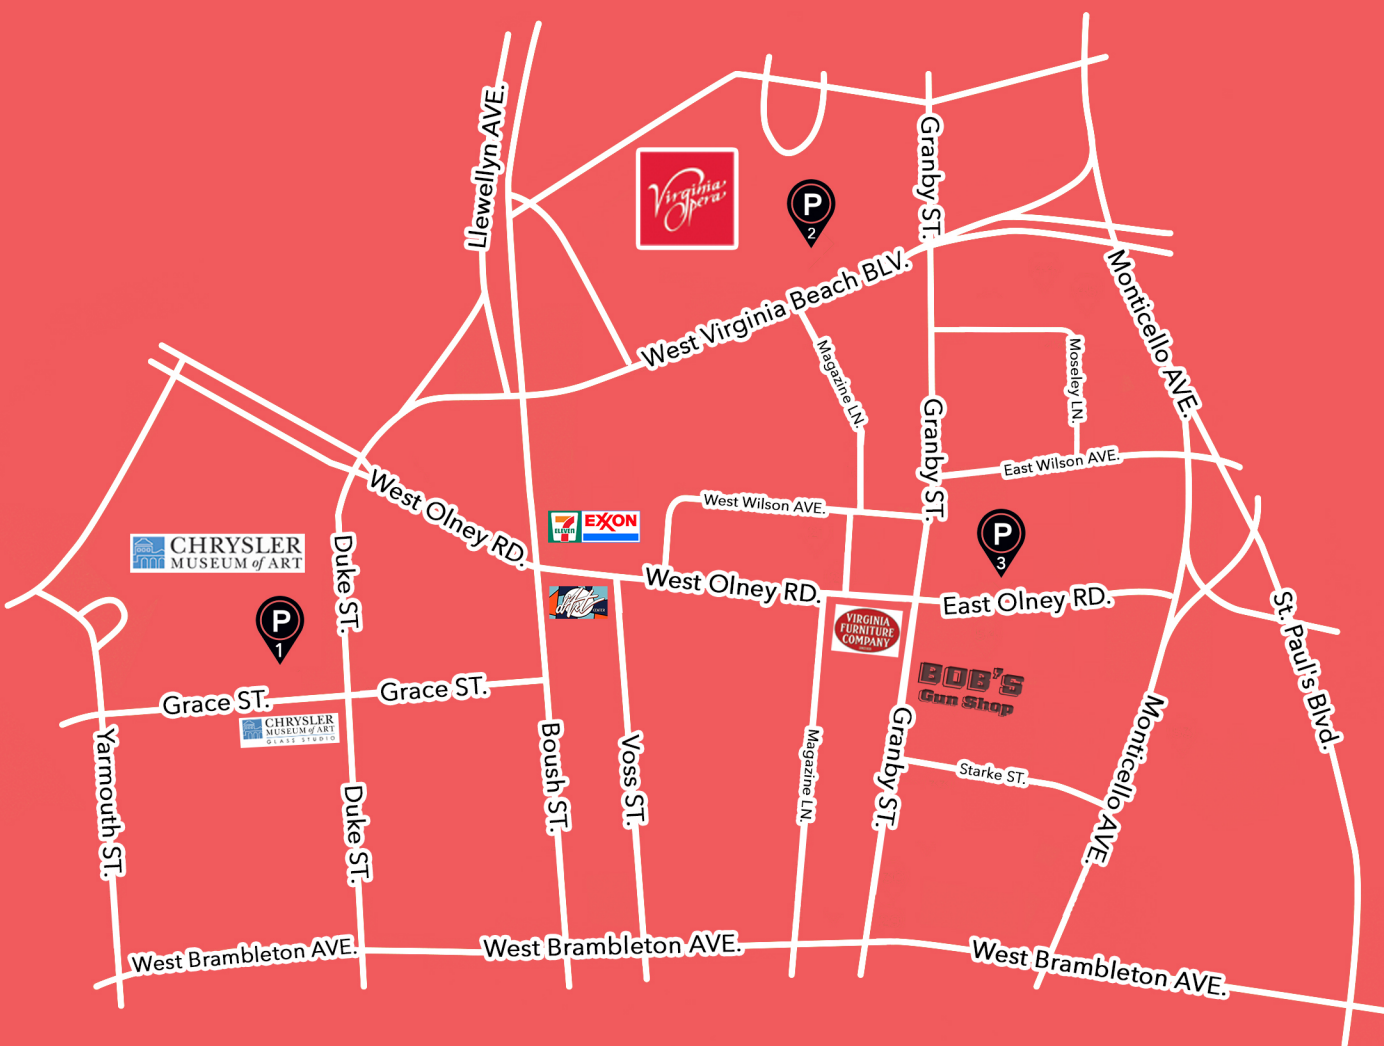 Llewellyn AVE.
Granby ST.
Virginia
Opera
P
2
West Virginia Beach BLV.
Monticello AVE.
Magazine LN.
Moseley LN.
Granby ST.
East Wilson AVE.
West Olney RD.
West Wilson AVE.
7
ELEVEN
EXXON
P
3
CHRYSLER
MUSEUM of ART
Duke ST.
West Olney RD.
East Olney RD.
P
1
VIRGINIA
FURNITURE
COMPANY
St. Paul's Blvd.
BOB'S
Gun Shop
Grace ST.
Grace ST.
CHRYSLER
MUSEUM of ART
GLASS STUDIO
Yarmouth ST.
Boush ST.
Voss ST.
Magazine LN.
Granby ST.
Starke ST.
Monticello AVE.
Duke ST.
West Brambleton AVE.
West Brambleton AVE.
West Brambleton AVE.